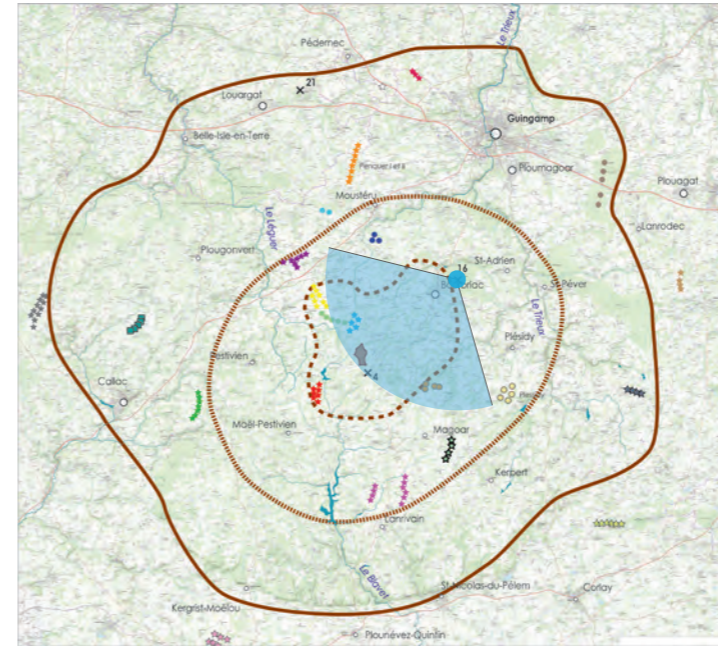 Le Trieux
Pédernec
21
Louargat
Guingamp
Belle-Isle-en-Terre
Ploumagoar
Plouagat
Moustéru
Le Léguer
Lanrodec
Plougonver
St-Adrien
16
St-Péver
Le Trieux
Plésidy
Pestivien
Callac
Maël-Pestivien
Magoar
Kerpert
Lanrivain
Le Blavet
St-Nicolas-du-Pélem
Corlay
Kergrist-Moëlou
Plounévez-Quintin